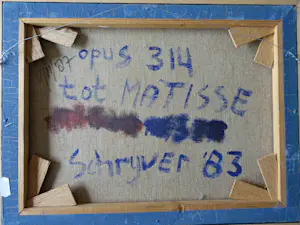 opus 314
tot MATISSE
Schryver '83